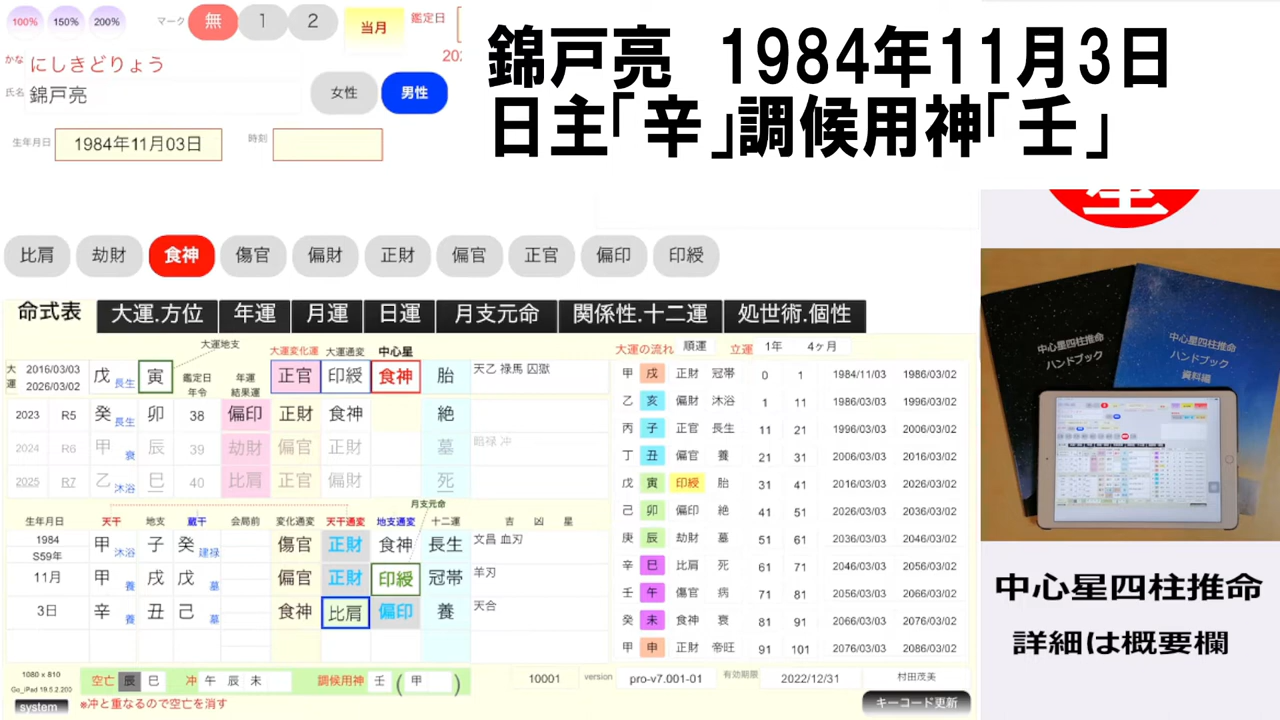 100% 150% 200% マーク 無 1 2 当月 鑑定日
かな にしきどりょう 202
氏名 錦戸亮 女性 男性
生年月日 1984年11月03日 時刻
錦戸亮 1984年11月3日
日主「辛」調候用神「壬」
比肩 劫財 食神 傷官 偏財 正財 偏官 正官 偏印 印綬
命式表 大運.方位 年運 月運 日運 月支元命 関係性.十二運 処世術.個性
大運地支 大運変化運 大運通変 中心星
大運 2016/03/03 2026/03/02 戊 長生 寅 鑑定日年令 年運結果運 正官 印綬 食神 胎 天乙 禄馬 囚獄
2023 R5 癸 長生 卯 38 偏印 正財 食神 絶
2024 R6 甲 衰 辰 39 劫財 偏官 正財 墓 暗禄 冲
2025 R7 乙 沐浴 巳 40 比肩 正官 偏財 死
月支元命
生年月日 天干 地支 蔵干 会局前 変化通変 天干通変 地支通変 十二運 吉 凶 星
1984 S59年 甲 沐浴 子 癸 建禄 傷官 正財 食神 長生 文昌 血刃
11月 甲 養 戌 戊 墓 偏官 正財 印綬 冠帯 羊刃
3日 辛 養 丑 己 墓 食神 比肩 偏印 養 天合
大運の流れ 順運 立運 1年 4ヶ月
甲 戌 正財 冠帯 0 1 1984/11/03 1986/03/02
乙 亥 偏財 沐浴 1 11 1986/03/03 1996/03/02
丙 子 正官 長生 11 21 1996/03/03 2006/03/02
丁 丑 偏官 養 21 31 2006/03/03 2016/03/02
戊 寅 印綬 胎 31 41 2016/03/03 2026/03/02
己 卯 偏印 絶 41 51 2026/03/03 2036/03/02
庚 辰 劫財 墓 51 61 2036/03/03 2046/03/02
辛 巳 比肩 死 61 71 2046/03/03 2056/03/02
壬 午 傷官 病 71 81 2056/03/03 2066/03/02
癸 未 食神 衰 81 91 2066/03/03 2076/03/02
甲 申 正財 帝旺 91 101 2076/03/03 2086/03/02
1080 x 810
Go_iPad 19.5.2.200
system
空亡 辰 巳 冲 午 辰 未 調候用神 壬 ( 甲 )
※冲と重なるので空亡を消す
10001 version pro-v7.001-01 有効期限 2022/12/31 村田茂美
キーコード更新
星
中心星四柱推命
ハンドブック
中心星四柱推命
ハンドブック
資料編
中心星四柱推命
詳細は概要欄